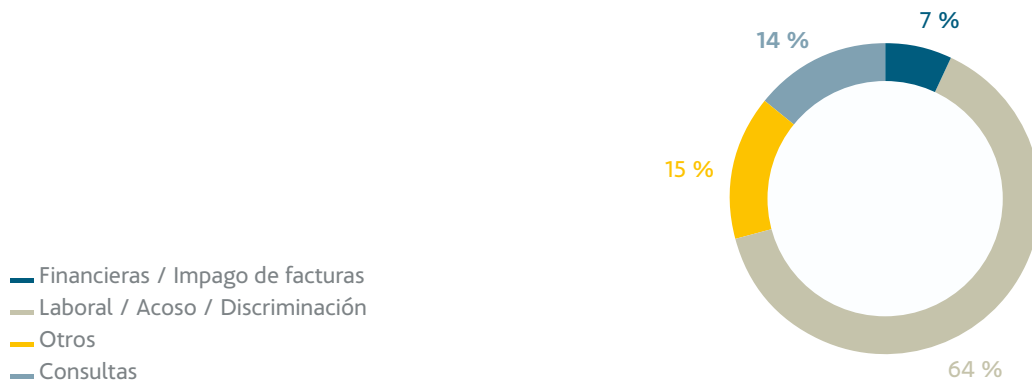 7 %
14 %
15 %
Financieras / Impago de facturas
Laboral / Acoso / Discriminación
Otros
Consultas
64 %